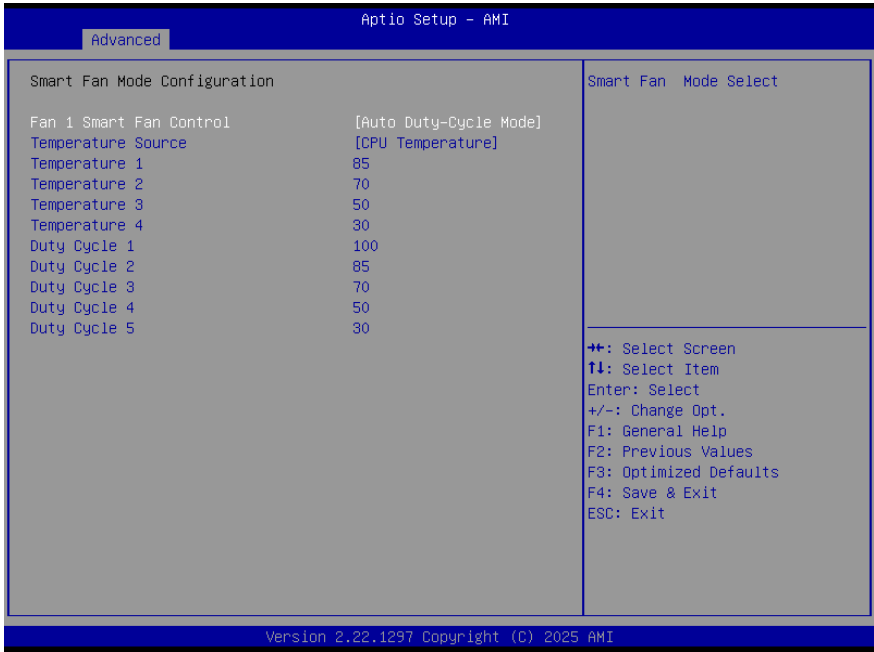 Aptio Setup – AMI
Advanced
Smart Fan Mode Configuration
Fan 1 Smart Fan Control [Auto Duty-Cycle Mode]
Temperature Source [CPU Temperature]
Temperature 1 85
Temperature 2 70
Temperature 3 50
Temperature 4 30
Duty Cycle 1 100
Duty Cycle 2 85
Duty Cycle 3 70
Duty Cycle 4 50
Duty Cycle 5 30
Smart Fan  Mode Select
→←: Select Screen
↑↓: Select Item
Enter: Select
+/-: Change Opt.
F1: General Help
F2: Previous Values
F3: Optimized Defaults
F4: Save & Exit
ESC: Exit
Version 2.22.1297 Copyright (C) 2025 AMI